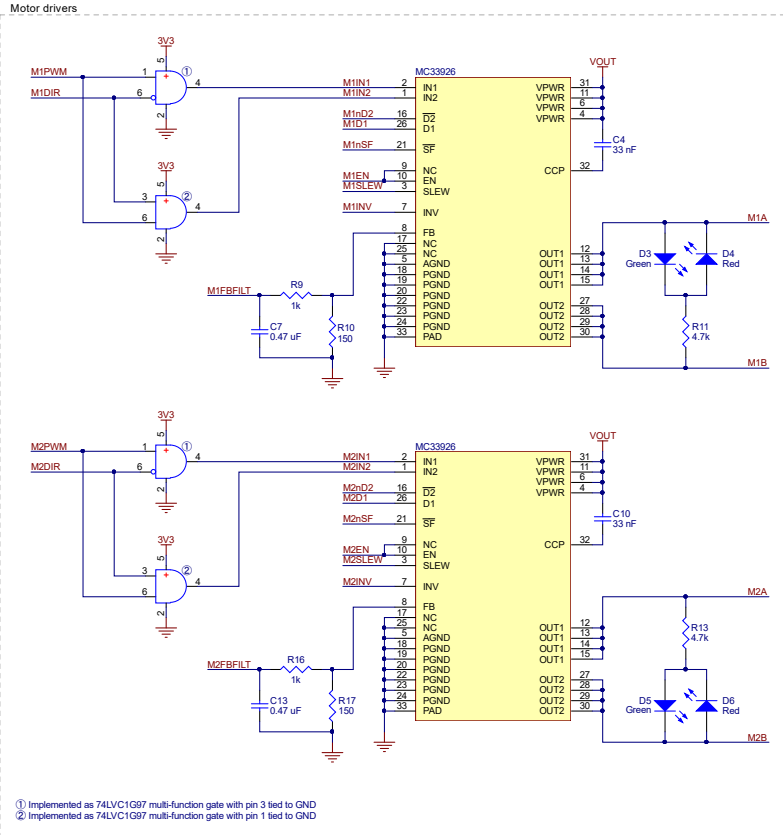 Motor drivers
3V3
5
①
M1PWM
1
4
M1DIR
6
2
3V3
5
②
3
4
6
2
MC33926
M1IN1 2 IN1
M1IN2 1 IN2
M1nD2 16 D2
M1D1 26 D1
M1nSF 21 SF
9 NC
M1EN 10 EN
M1SLEW 3 SLEW
M1INV 7 INV
8 FB
17 NC
25 NC
5 AGND
18 PGND
19 PGND
20 PGND
22 PGND
23 PGND
24 PGND
33 PAD
VOUT
VPWR 31
VPWR 11
VPWR 6
VPWR 4
C4
33 nF
CCP 32
OUT1 12
OUT1 13
OUT1 14
OUT1 15
OUT2 27
OUT2 28
OUT2 29
OUT2 30
M1A
D3
Green
D4
Red
R11
4.7k
M1B
M1FBFILT
R9
1k
C7
0.47 uF
R10
150
3V3
5
①
M2PWM
1
4
M2DIR
6
2
3V3
5
②
3
4
6
2
MC33926
M2IN1 2 IN1
M2IN2 1 IN2
M2nD2 16 D2
M2D1 26 D1
M2nSF 21 SF
9 NC
M2EN 10 EN
M2SLEW 3 SLEW
M2INV 7 INV
8 FB
17 NC
25 NC
5 AGND
18 PGND
19 PGND
20 PGND
22 PGND
23 PGND
24 PGND
33 PAD
VOUT
VPWR 31
VPWR 11
VPWR 6
VPWR 4
C10
33 nF
CCP 32
OUT1 12
OUT1 13
OUT1 14
OUT1 15
OUT2 27
OUT2 28
OUT2 29
OUT2 30
M2A
R13
4.7k
D5
Green
D6
Red
M2B
M2FBFILT
R16
1k
C13
0.47 uF
R17
150
① Implemented as 74LVC1G97 multi-function gate with pin 3 tied to GND
② Implemented as 74LVC1G97 multi-function gate with pin 1 tied to GND